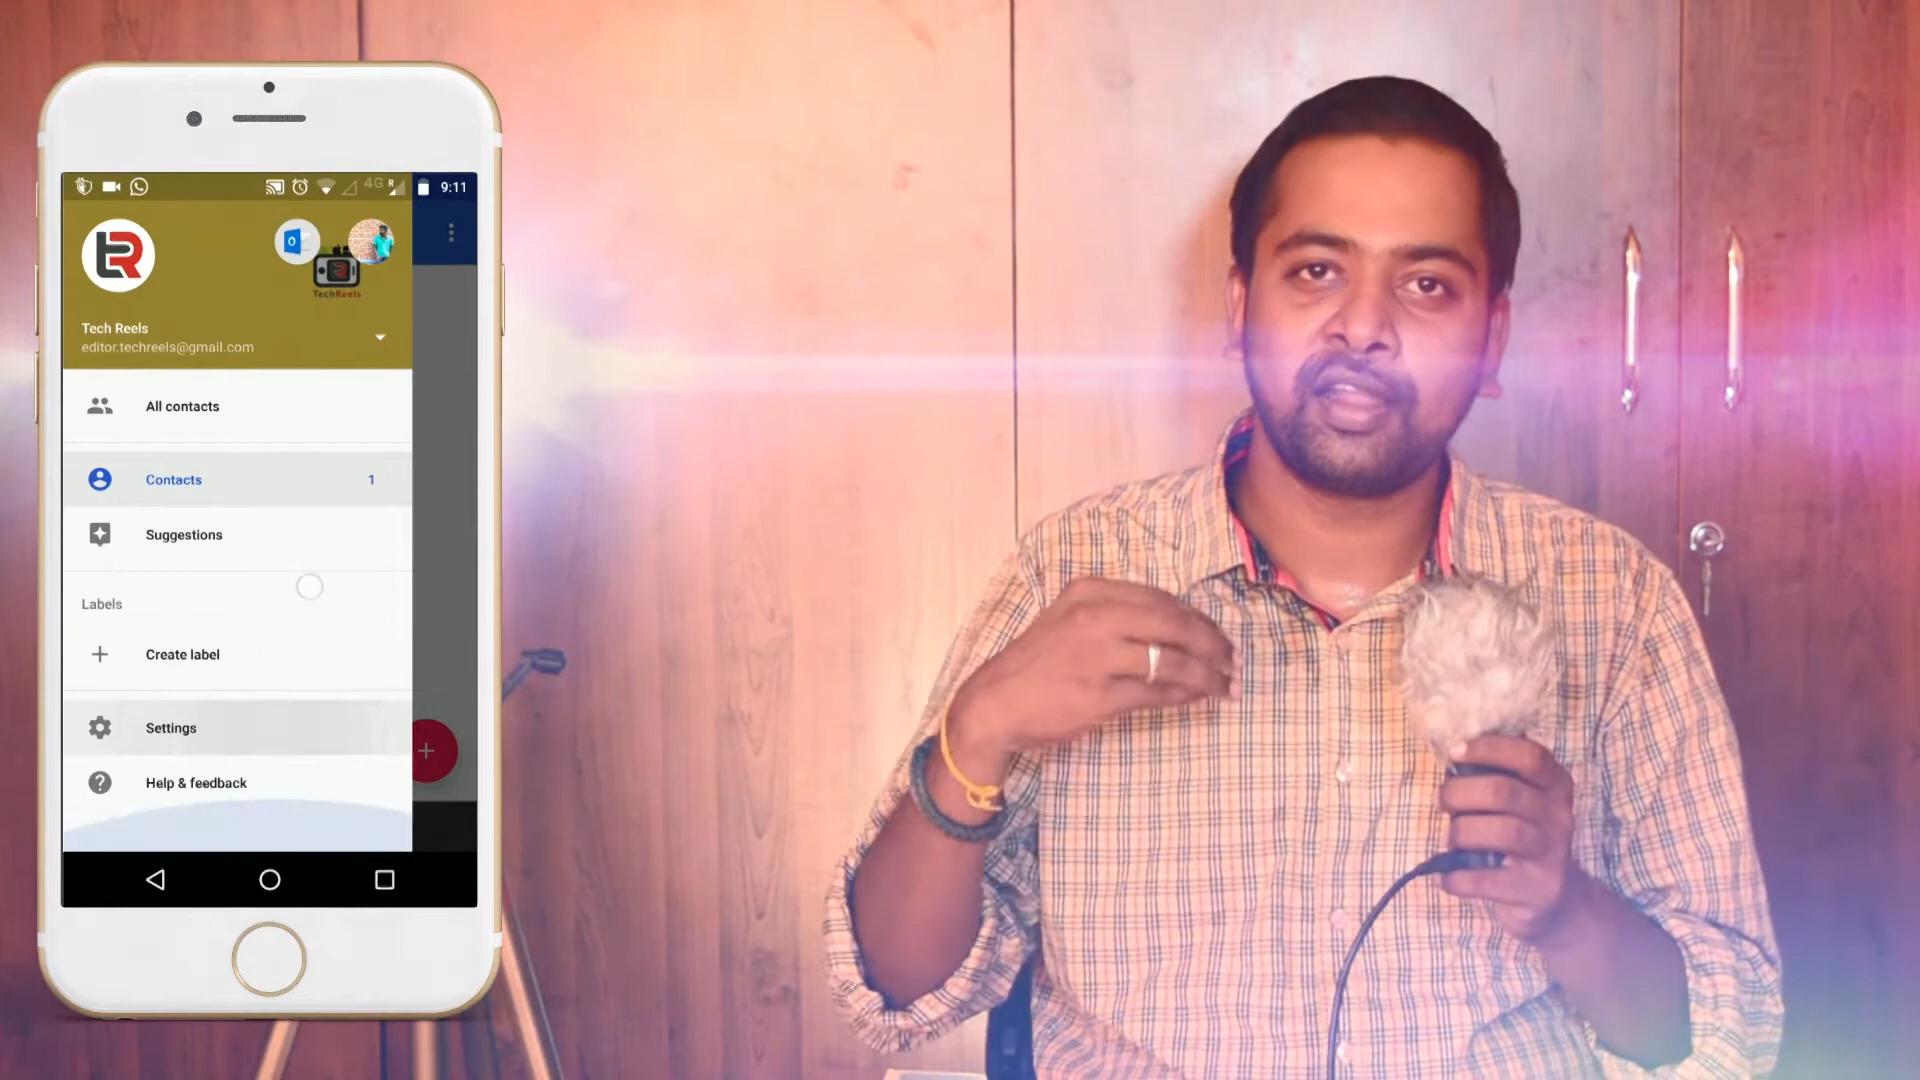 4G R 9:11
TechReels
Tech Reels
editor.techreels@gmail.com
All contacts
Contacts 1
Suggestions
Labels
Create label
Settings
Help & feedback